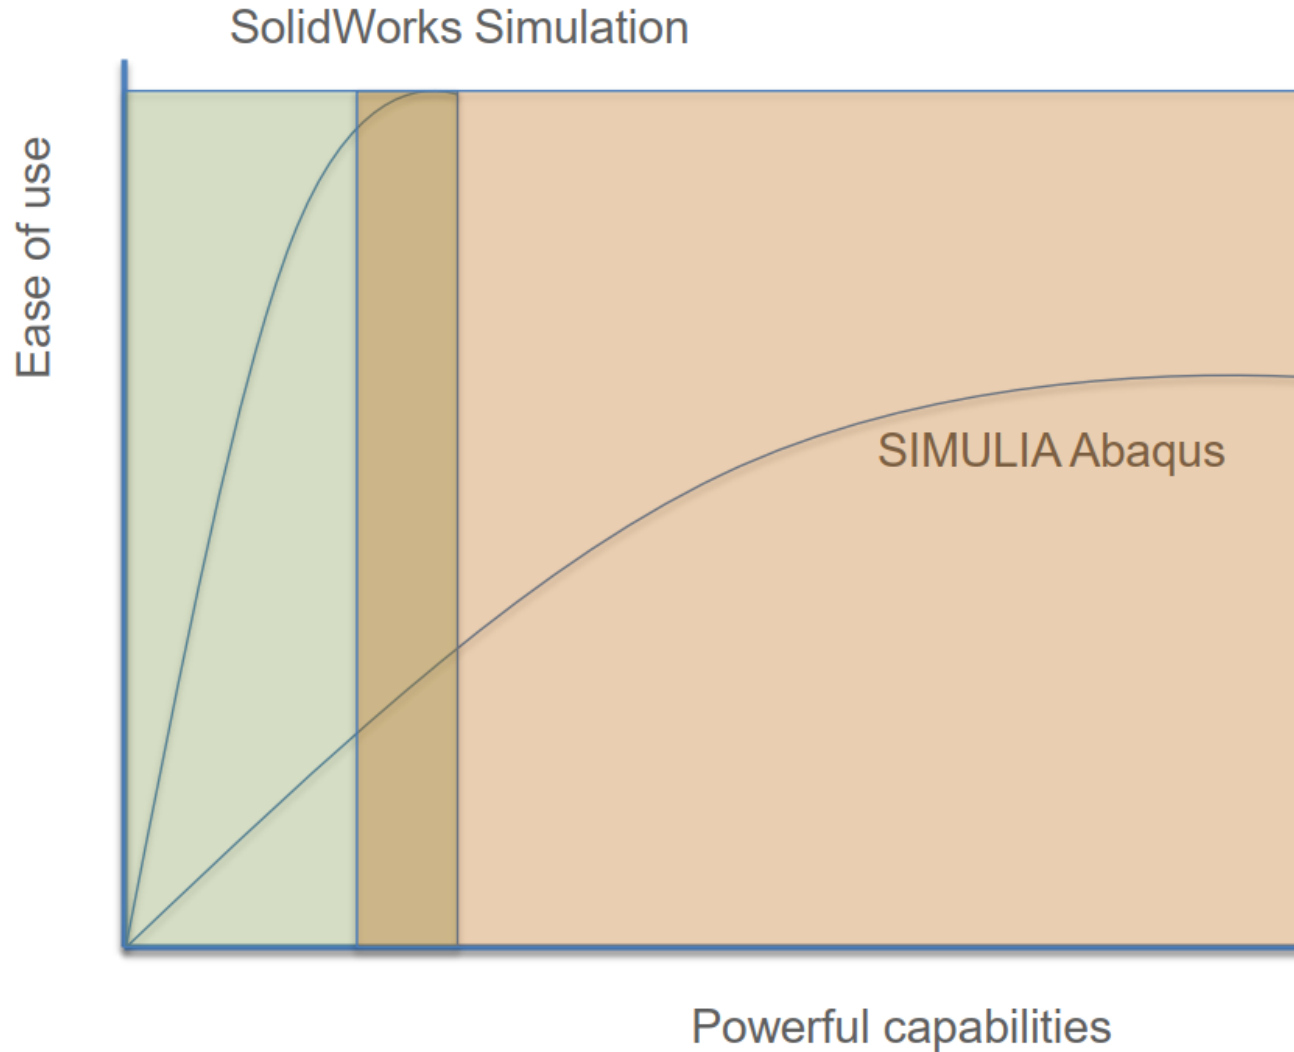 SolidWorks Simulation
Ease of use
SIMULIA Abaqus
Powerful capabilities